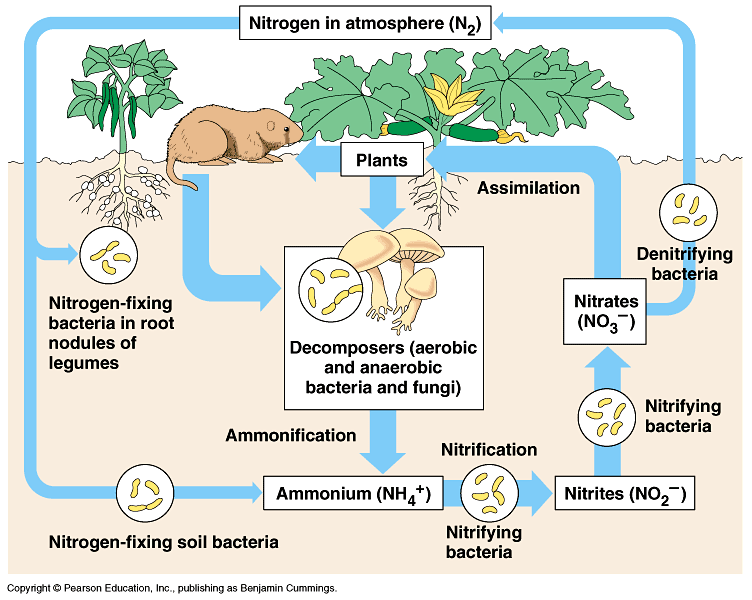 Nitrogen in atmosphere (N₂)
Plants
Assimilation
Denitrifying
bacteria
Nitrogen-fixing
bacteria in root
nodules of
legumes
Nitrates
(NO₃⁻)
Decomposers (aerobic
and anaerobic
bacteria and fungi)
Nitrifying
bacteria
Ammonification
Nitrification
Ammonium (NH₄⁺)
Nitrites (NO₂⁻)
Nitrifying
bacteria
Nitrogen-fixing soil bacteria
Copyright © Pearson Education, Inc., publishing as Benjamin Cummings.